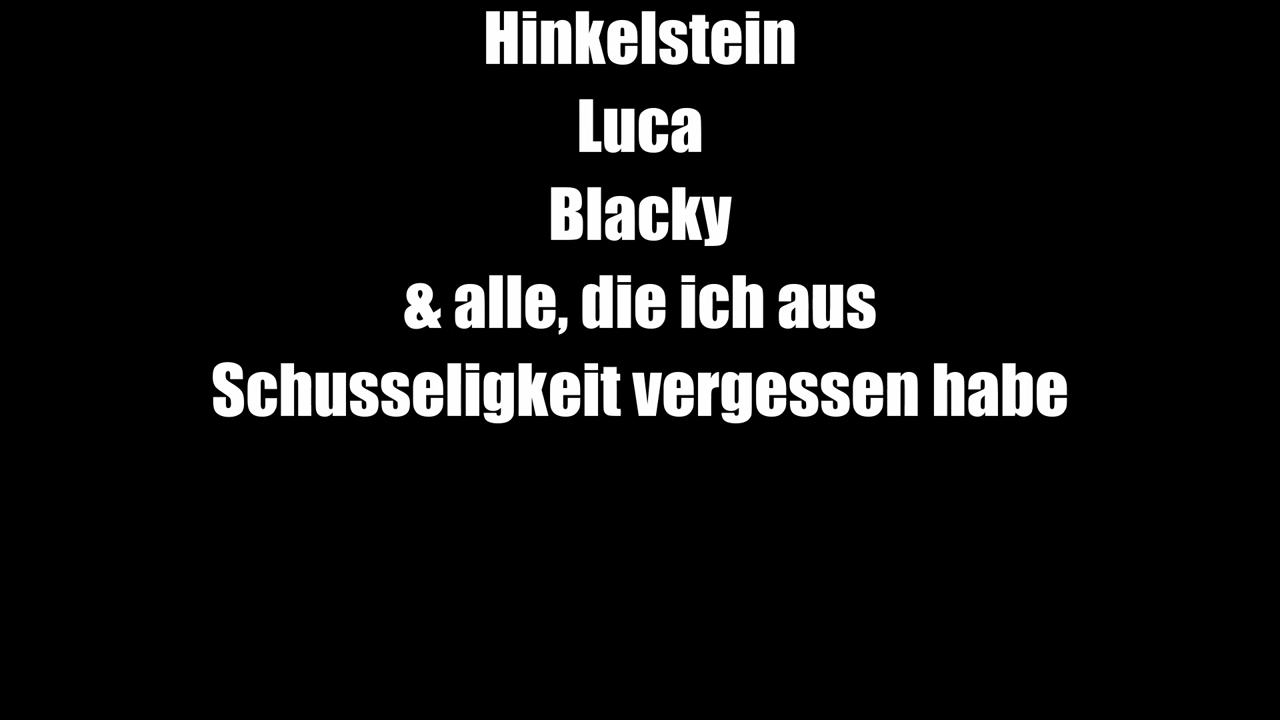 Hinkelstein
Luca
Blacky
& alle, die ich aus
Schusseligkeit vergessen habe